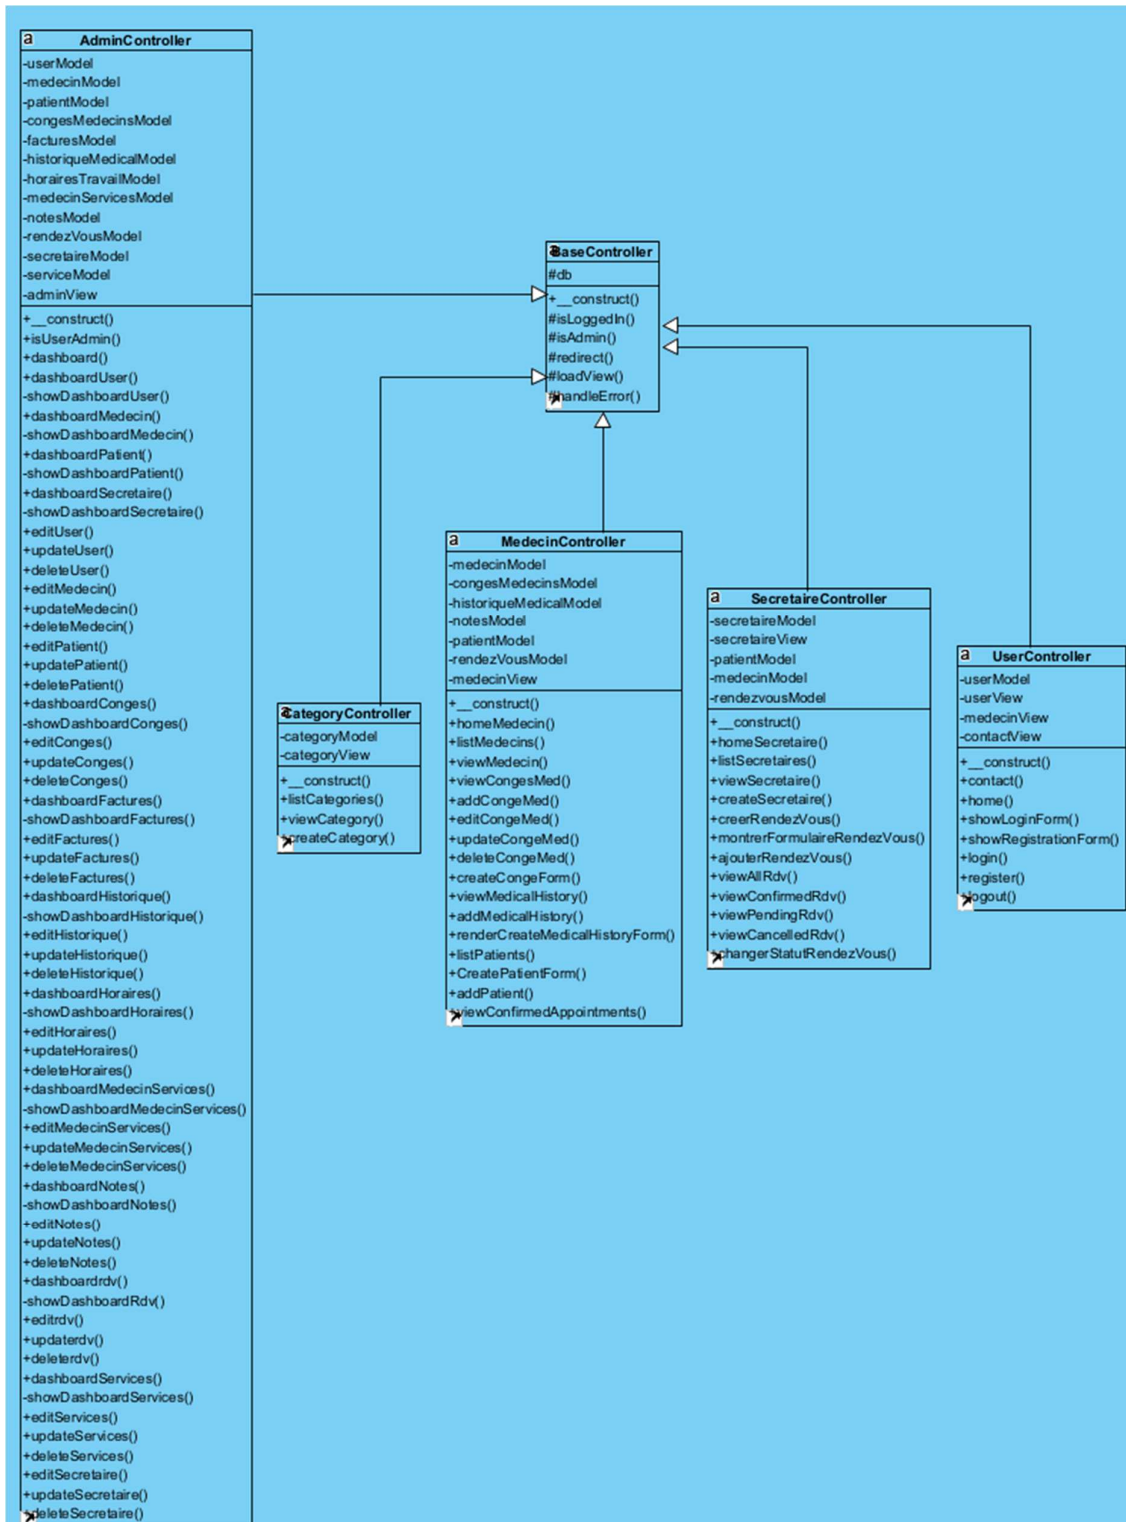 a
AdminController
-userModel
-medecinModel
-patientModel
-congesMedecinsModel
-facturesModel
-historiqueMedicalModel
-horairesTravailModel
-medecinServicesModel
-notesModel
-rendezVousModel
-secretaireModel
-serviceModel
-adminView
+__construct()
+isUserAdmin()
+dashboard()
+dashboardUser()
-showDashboardUser()
+dashboardMedecin()
-showDashboardMedecin()
+dashboardPatient()
-showDashboardPatient()
+dashboardSecretaire()
-showDashboardSecretaire()
+editUser()
+updateUser()
+deleteUser()
+editMedecin()
+updateMedecin()
+deleteMedecin()
+editPatient()
+updatePatient()
+deletePatient()
+dashboardConges()
-showDashboardConges()
+editConges()
+updateConges()
+deleteConges()
+dashboardFactures()
-showDashboardFactures()
+editFactures()
+updateFactures()
+deleteFactures()
+dashboardHistorique()
-showDashboardHistorique()
+editHistorique()
+updateHistorique()
+deleteHistorique()
+dashboardHoraires()
-showDashboardHoraires()
+editHoraires()
+updateHoraires()
+deleteHoraires()
+dashboardMedecinServices()
-showDashboardMedecinServices()
+editMedecinServices()
+updateMedecinServices()
+deleteMedecinServices()
+dashboardNotes()
-showDashboardNotes()
+editNotes()
+updateNotes()
+deleteNotes()
+dashboardrdv()
-showDashboardRdv()
+editrdv()
+updaterdv()
+deleterdv()
+dashboardServices()
-showDashboardServices()
+editServices()
+updateServices()
+deleteServices()
+editSecretaire()
+updateSecretaire()
+deleteSecretaire()
a
BaseController
#db
+__construct()
#isLoggedIn()
#isAdmin()
#redirect()
#loadView()
#handleError()
a
CategoryController
-categoryModel
-categoryView
+__construct()
+listCategories()
+viewCategory()
+createCategory()
a
MedecinController
-medecinModel
-congesMedecinsModel
-historiqueMedicalModel
-notesModel
-patientModel
-rendezVousModel
-medecinView
+__construct()
+homeMedecin()
+listMedecins()
+viewMedecin()
+viewCongesMed()
+addCongeMed()
+editCongeMed()
+updateCongeMed()
+deleteCongeMed()
+createCongeForm()
+viewMedicalHistory()
+addMedicalHistory()
+renderCreateMedicalHistoryForm()
+listPatients()
+CreatePatientForm()
+addPatient()
+viewConfirmedAppointments()
a
SecretaireController
-secretaireModel
-secretaireView
-patientModel
-medecinModel
-rendezvousModel
+__construct()
+homeSecretaire()
+listSecretaires()
+viewSecretaire()
+createSecretaire()
+creerRendezVous()
+montrerFormulaireRendezVous()
+ajouterRendezVous()
+viewAllRdv()
+viewConfirmedRdv()
+viewPendingRdv()
+viewCancelledRdv()
+changerStatutRendezVous()
a
UserController
-userModel
-userView
-medecinView
-contactView
+__construct()
+contact()
+home()
+showLoginForm()
+showRegistrationForm()
+login()
+register()
+logout()